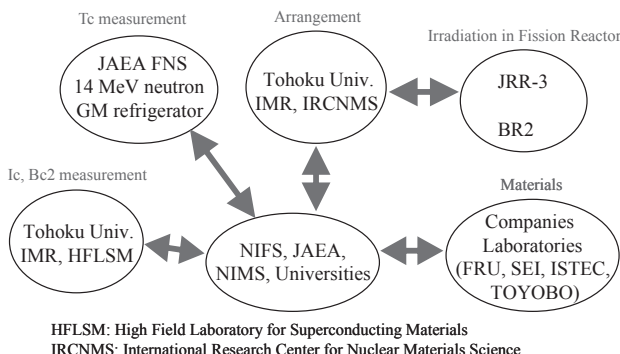 Tc measurement
JAEA FNS
14 MeV neutron
GM refrigerator
Arrangement
Tohoku Univ.
IMR, IRCNMS
Irradiation in Fission Reactor
JRR-3
BR2
Ic, Bc2 measurement
Tohoku Univ.
IMR, HFLSM
NIFS, JAEA,
NIMS, Universities
Materials
Companies
Laboratories
(FRU, SEI, ISTEC,
TOYOBO)
HFLSM: High Field Laboratory for Superconducting Materials
IRCNMS: International Research Center for Nuclear Materials Science